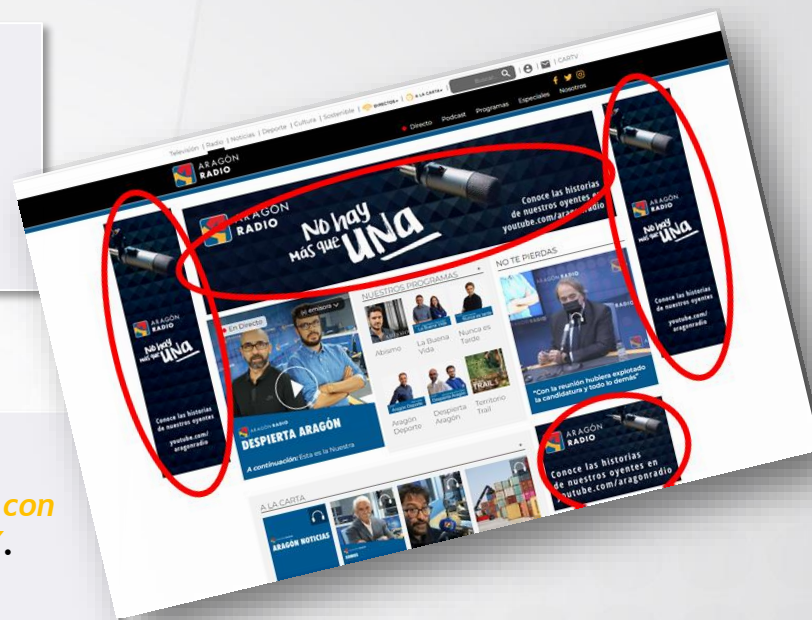 Televisión | Radio | Noticias | Deporte | Cultura | Sostenible | DIRECTOS | A LA CARTA
Buscar...
| CARTV
ARAGÓN
RADIO
Directo Podcast Programas Especiales Nosotros
ARAGÓN
RADIO
No hay
más que UNA
Conoce las historias
de nuestros oyentes
youtube.com/
aragonradio
ARAGÓN
RADIO
No hay
más que UNA
Conoce las historias
de nuestros oyentes en
youtube.com/aragonradio
ARAGÓN
RADIO
No hay
más que UNA
Conoce las historias
de nuestros oyentes
youtube.com/
aragonradio
En Directo
emisora
ARAGÓN RADIO
DESPIERTA ARAGÓN
A continuación: Esta es la Nuestra
NUESTROS PROGRAMAS +
Abismo
La Buena
Vida
Nunca es
Tarde
Aragón
Deporte
Despierta
Aragón
Territorio
Trail
NO TE PIERDAS
"Con la reunión hubiera explotado
la candidatura y todo lo demás"
ARAGÓN
RADIO
Conoce las historias
de nuestros oyentes en
youtube.com/aragonradio
A LA CARTA +
ARAGÓN NOTICIAS
con
.